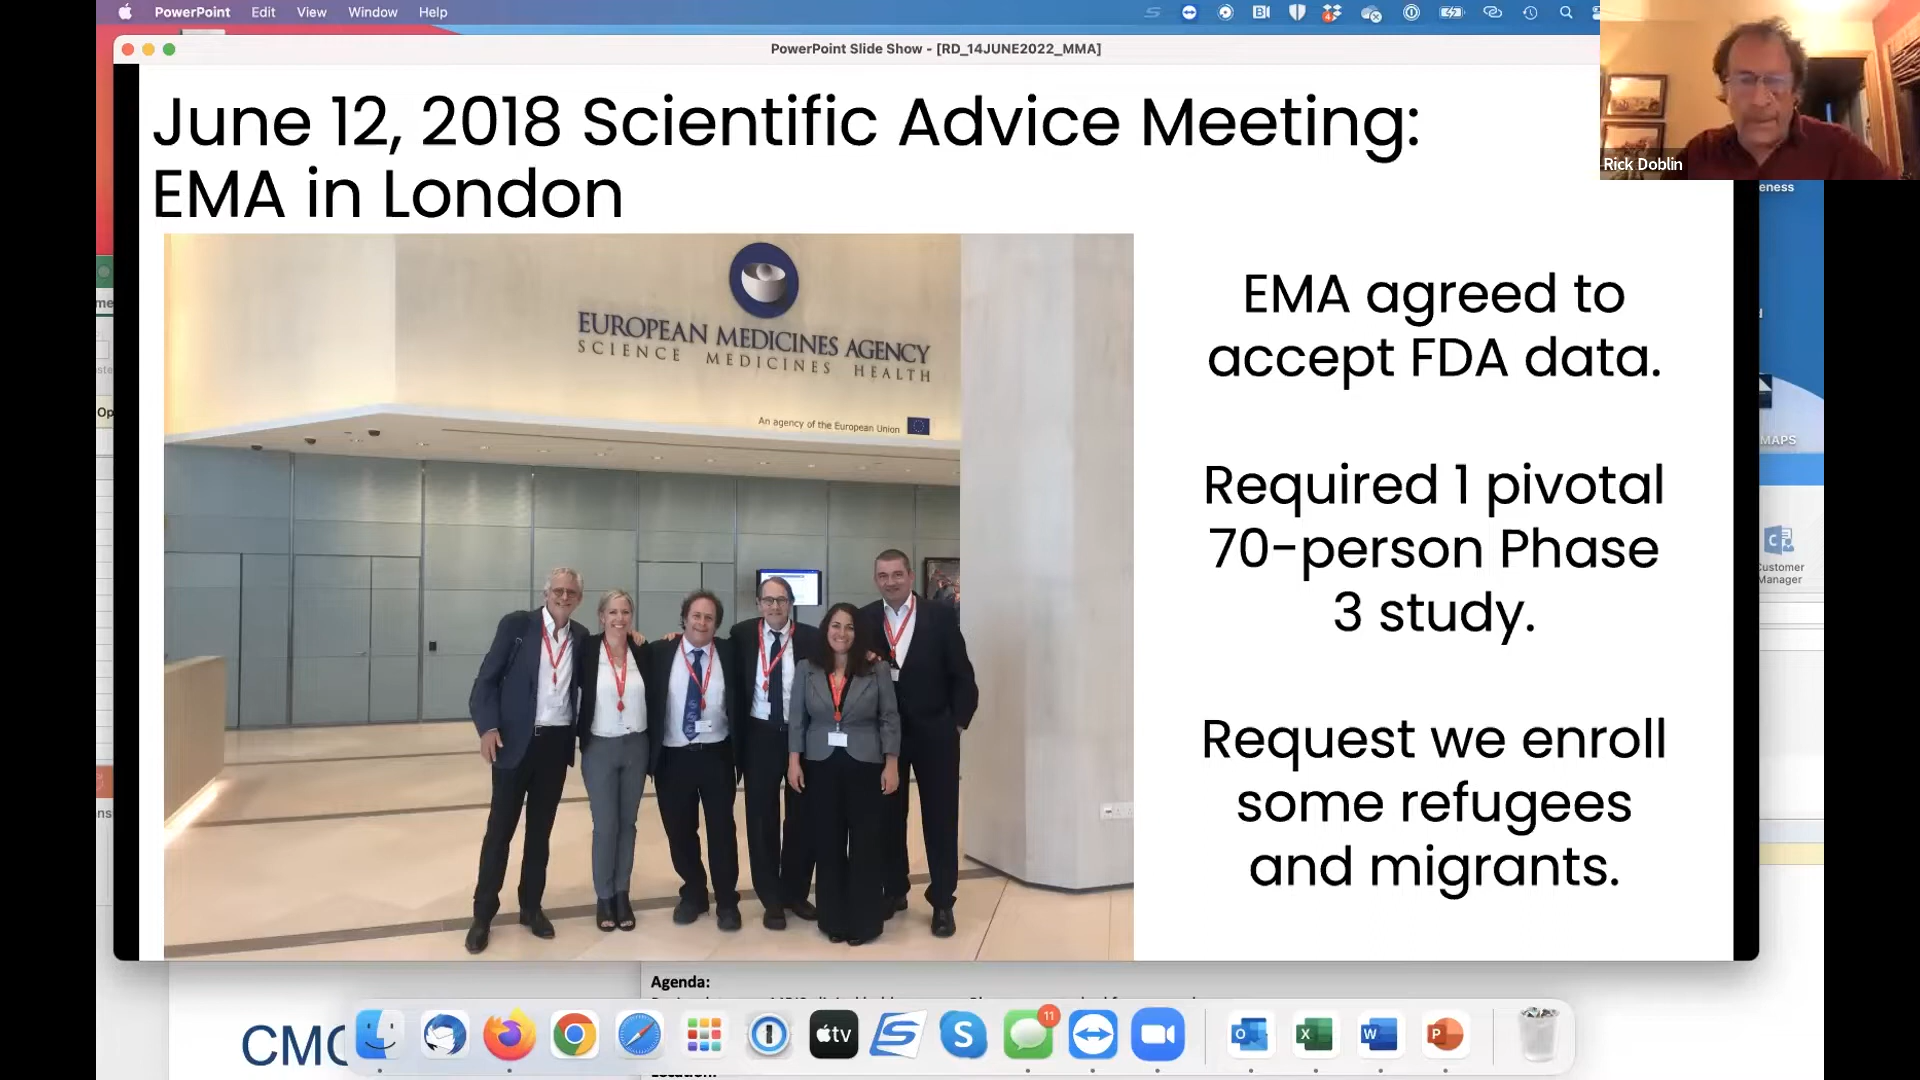 PowerPoint Edit View Window Help
4
PowerPoint Slide Show - [RD_14JUNE2022_MMA]
Rick Doblin
June 12, 2018 Scientific Advice Meeting:
EMA in London
EUROPEAN MEDICINES AGENCY
SCIENCE MEDICINES HEALTH
An agency of the European Union
EMA agreed to
accept FDA data.
Required 1 pivotal
70-person Phase
3 study.
Request we enroll
some refugees
and migrants.
MAPS
Customer
Manager
Agenda:
11
tv